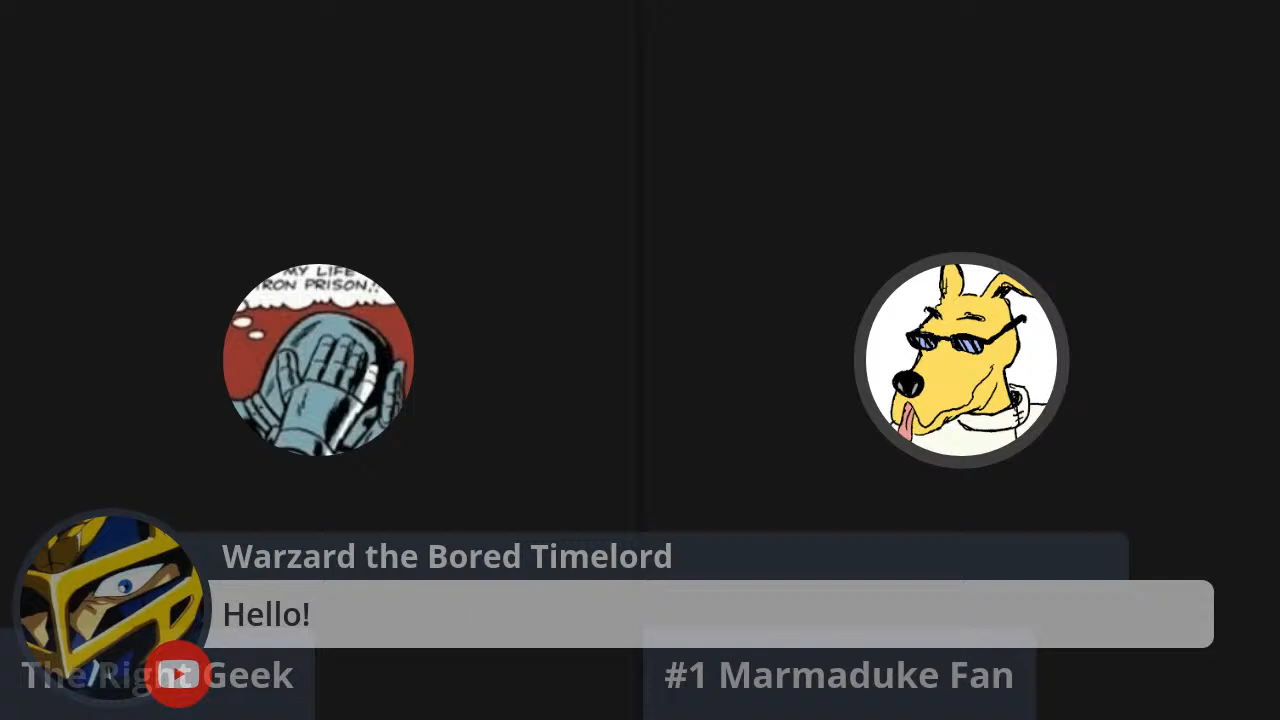 MY LIFE
IRON PRISON!!
Warzard the Bored Timelord
Hello!
The Right Geek
#1 Marmaduke Fan